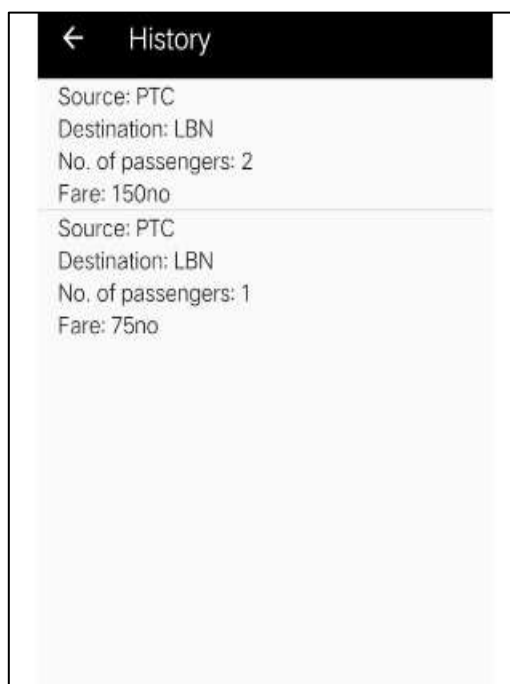 History
Source: PTC
Destination: LBN
No. of passengers: 2
Fare: 150no
Source: PTC
Destination: LBN
No. of passengers: 1
Fare: 75no